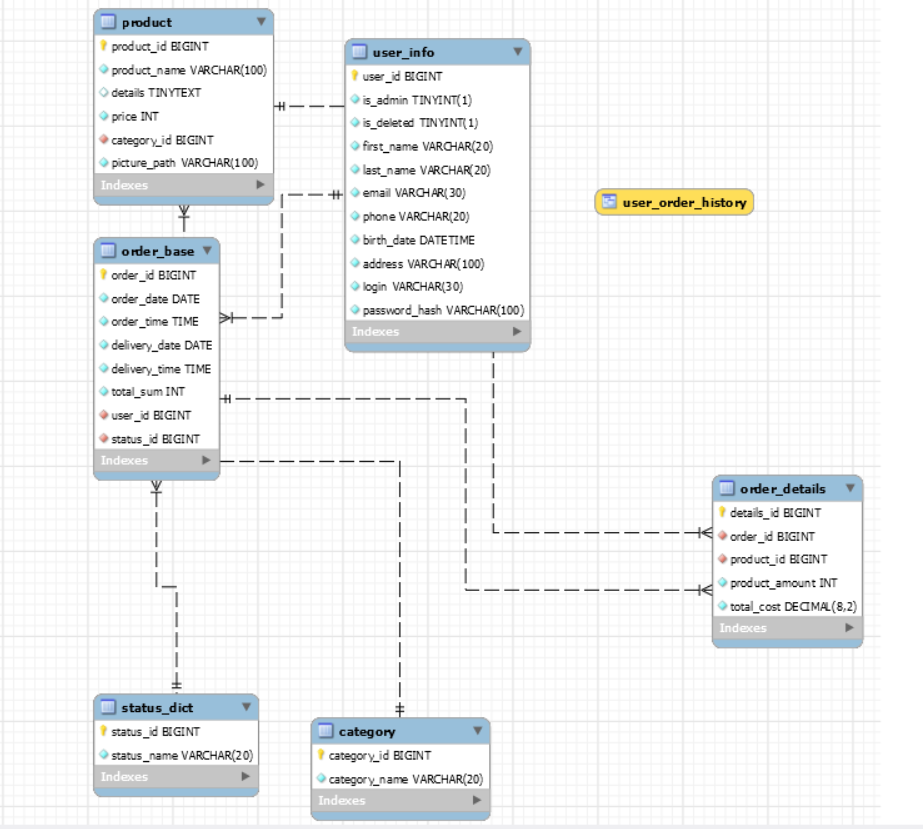 product
product_id BIGINT
product_name VARCHAR(100)
details TINYTEXT
price INT
category_id BIGINT
picture_path VARCHAR(100)
Indexes
user_info
user_id BIGINT
is_admin TINYINT(1)
is_deleted TINYINT(1)
first_name VARCHAR(20)
last_name VARCHAR(20)
email VARCHAR(30)
phone VARCHAR(20)
birth_date DATETIME
address VARCHAR(100)
login VARCHAR(30)
password_hash VARCHAR(100)
Indexes
user_order_history
order_base
order_id BIGINT
order_date DATE
order_time TIME
delivery_date DATE
delivery_time TIME
total_sum INT
user_id BIGINT
status_id BIGINT
Indexes
order_details
details_id BIGINT
order_id BIGINT
product_id BIGINT
product_amount INT
total_cost DECIMAL(8,2)
Indexes
status_dict
status_id BIGINT
status_name VARCHAR(20)
Indexes
category
category_id BIGINT
category_name VARCHAR(20)
Indexes